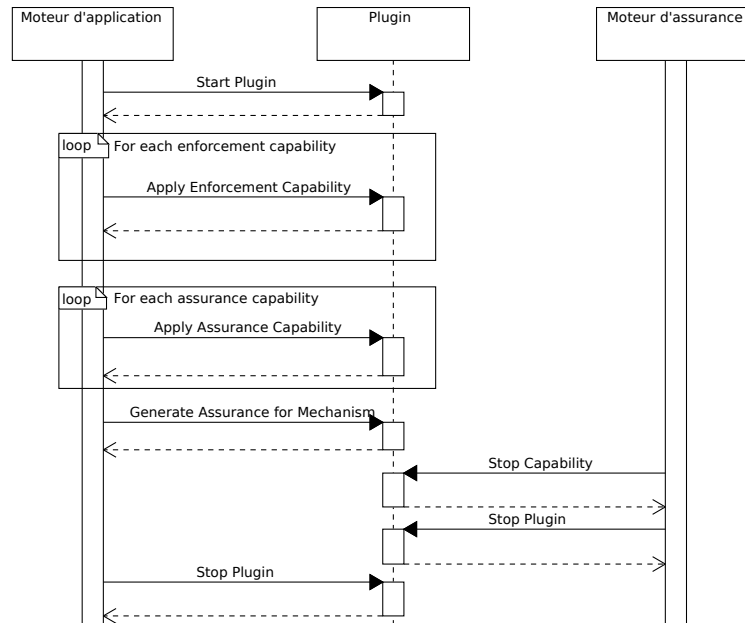 Moteur d'application
Plugin
Moteur d'assurance
Start Plugin
loop
For each enforcement capability
Apply Enforcement Capability
loop
For each assurance capability
Apply Assurance Capability
Generate Assurance for Mechanism
Stop Capability
Stop Plugin
Stop Plugin